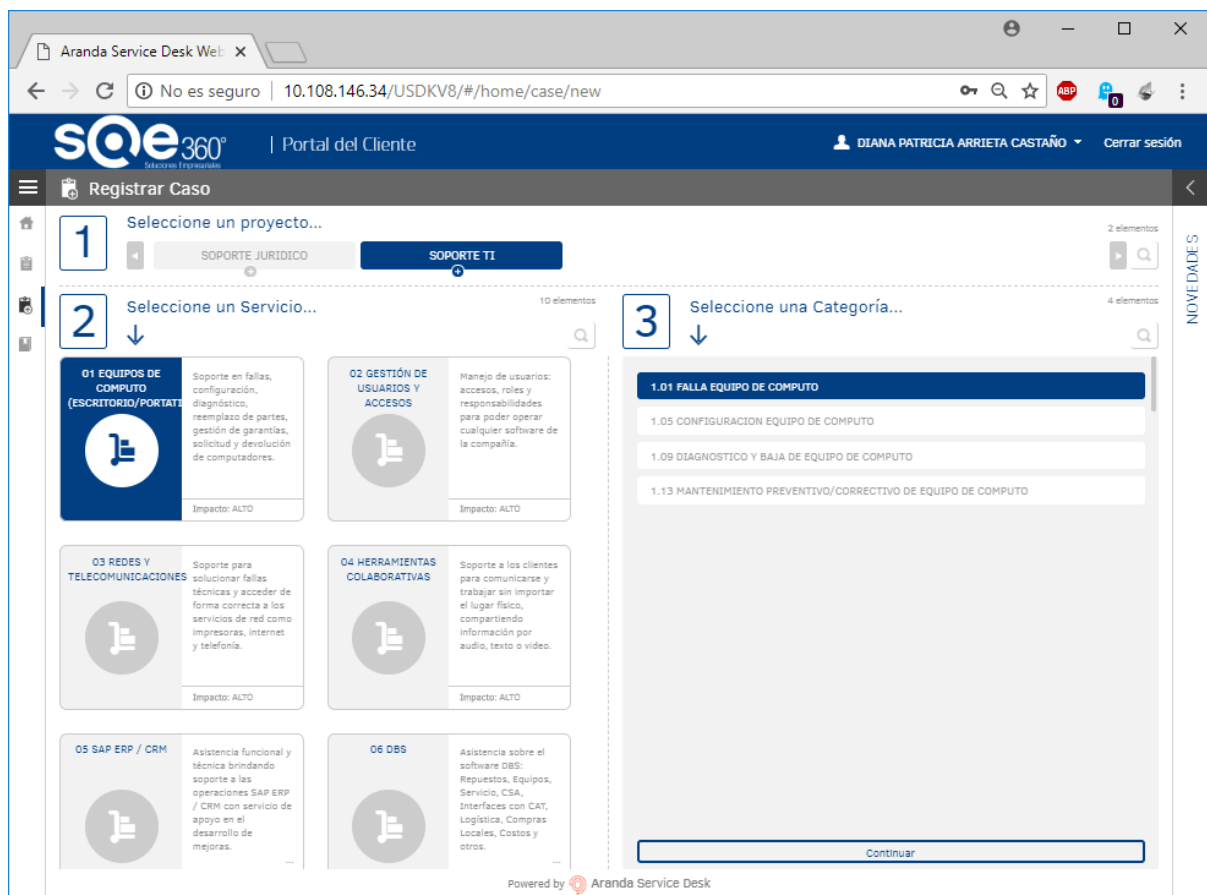 Aranda Service Desk Web
No es seguro | 10.108.146.34/USDKV8/#/home/case/new
ABP
0
sqe 360°
Soluciones Empresariales
| Portal del Cliente
DIANA PATRICIA ARRIETA CASTAÑO
Cerrar sesión
Registrar Caso
NOVEDADES
1
Seleccione un proyecto...
2 elementos
SOPORTE JURIDICO
SOPORTE TI
2
Seleccione un Servicio...
10 elementos
01 EQUIPOS DE
COMPUTO
(ESCRITORIO/PORTATI
Soporte en fallas,
configuración,
diagnóstico,
reemplazo de partes,
gestión de garantías,
solicitud y devolución
de computadores.
Impacto: ALTO
02 GESTIÓN DE
USUARIOS Y
ACCESOS
Manejo de usuarios:
accesos, roles y
responsabilidades
para poder operar
cualquier software de
la compañía.
Impacto: ALTO
03 REDES Y
TELECOMUNICACIONES
Soporte para
solucionar fallas
técnicas y acceder de
forma correcta a los
servicios de red como
impresoras, internet
y telefonía.
Impacto: ALTO
04 HERRAMIENTAS
COLABORATIVAS
Soporte a los clientes
para comunicarse y
trabajar sin importar
el lugar físico,
compartiendo
información por
audio, texto o video.
Impacto: ALTO
05 SAP ERP / CRM
Asistencia funcional y
técnica brindando
soporte a las
operaciones SAP ERP
/ CRM con servicio de
apoyo en el
desarrollo de
mejoras.
...
06 DBS
Asistencia sobre el
software DBS:
Repuestos, Equipos,
Servicio, CSA,
Interfaces con CAT,
Logística, Compras
Locales, Costos y
otros.
...
3
Seleccione una Categoría...
4 elementos
1.01 FALLA EQUIPO DE COMPUTO
1.05 CONFIGURACION EQUIPO DE COMPUTO
1.09 DIAGNOSTICO Y BAJA DE EQUIPO DE COMPUTO
1.13 MANTENIMIENTO PREVENTIVO/CORRECTIVO DE EQUIPO DE COMPUTO
Continuar
Powered by Aranda Service Desk